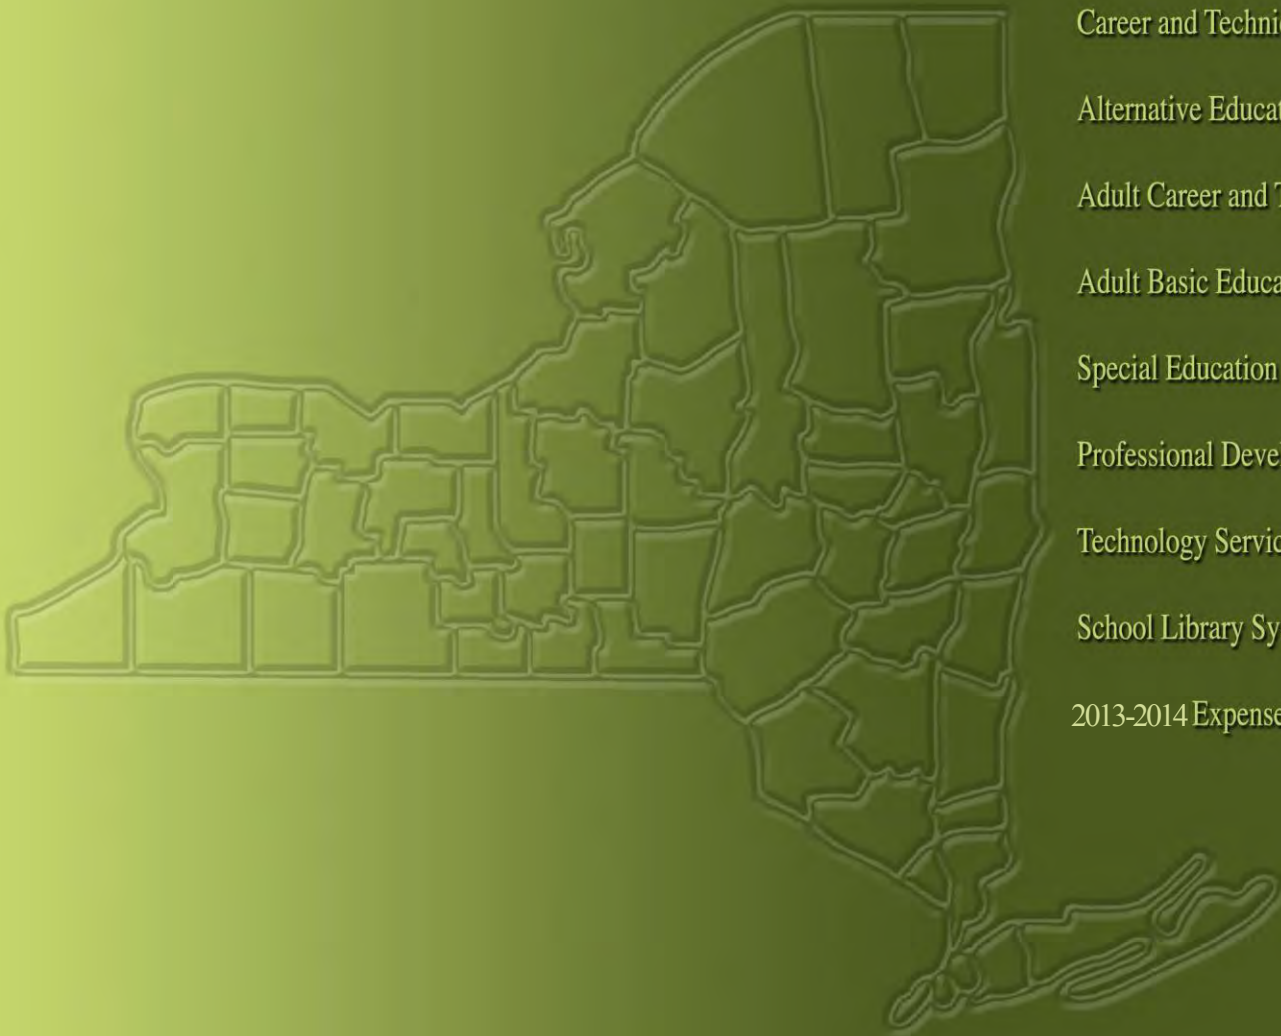 Career and Techni
Alternative Educat
Adult Career and T
Adult Basic Educa
Special Education
Professional Deve
Technology Servic
School Library Sy
2013-2014 Expense